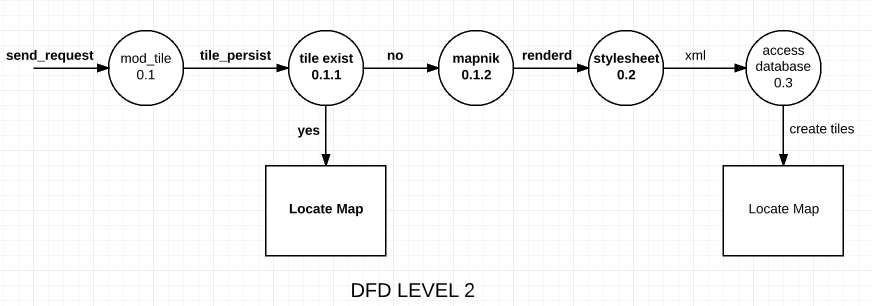 send_request
mod_tile
0.1
tile_persist
tile exist
0.1.1
no
mapnik
0.1.2
renderd
stylesheet
0.2
xml
access
database
0.3
yes
create tiles
Locate Map
Locate Map
DFD LEVEL 2